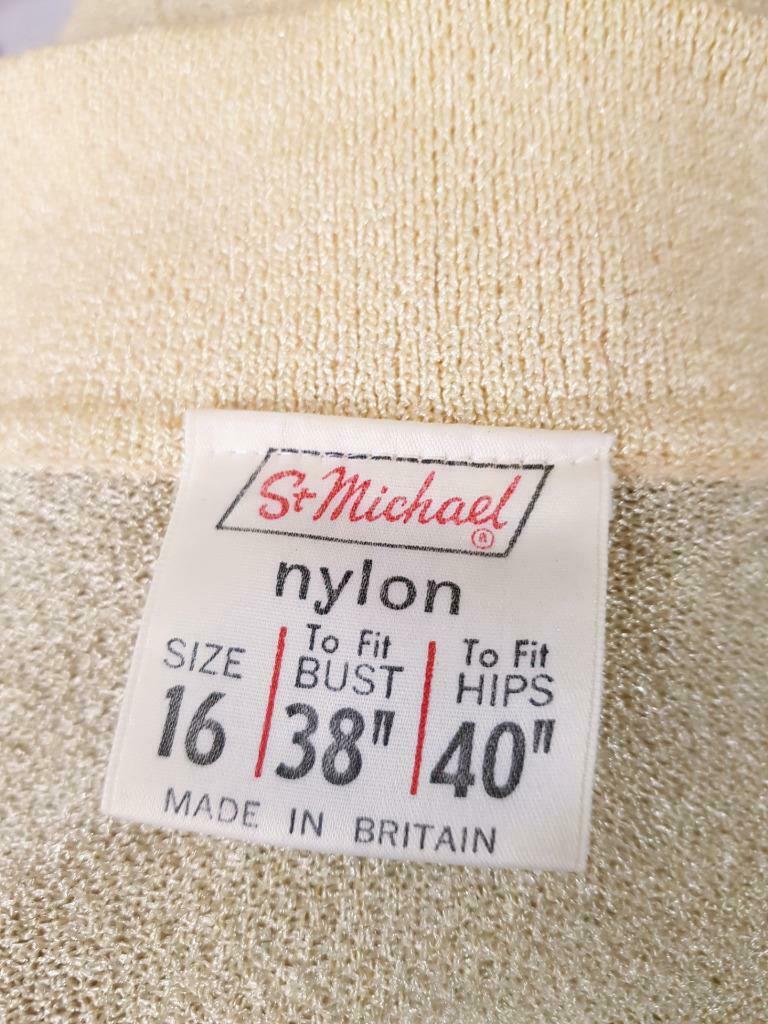 St Michael ®
nylon
SIZE 16
To Fit BUST 38"
To Fit HIPS 40"
MADE IN BRITAIN